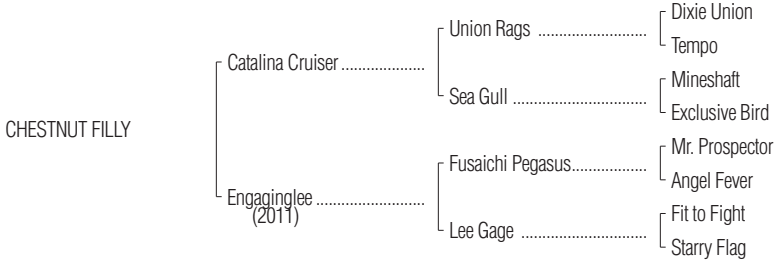 CHESTNUT FILLY
Catalina Cruiser ....................
Engaginglee ..........................
(2011)
Union Rags ..........................
Sea Gull ................................
Fusaichi Pegasus..................
Lee Gage ..............................
Dixie Union
Tempo
Mineshaft
Exclusive Bird
Mr. Prospector
Angel Fever
Fit to Fight
Starry Flag